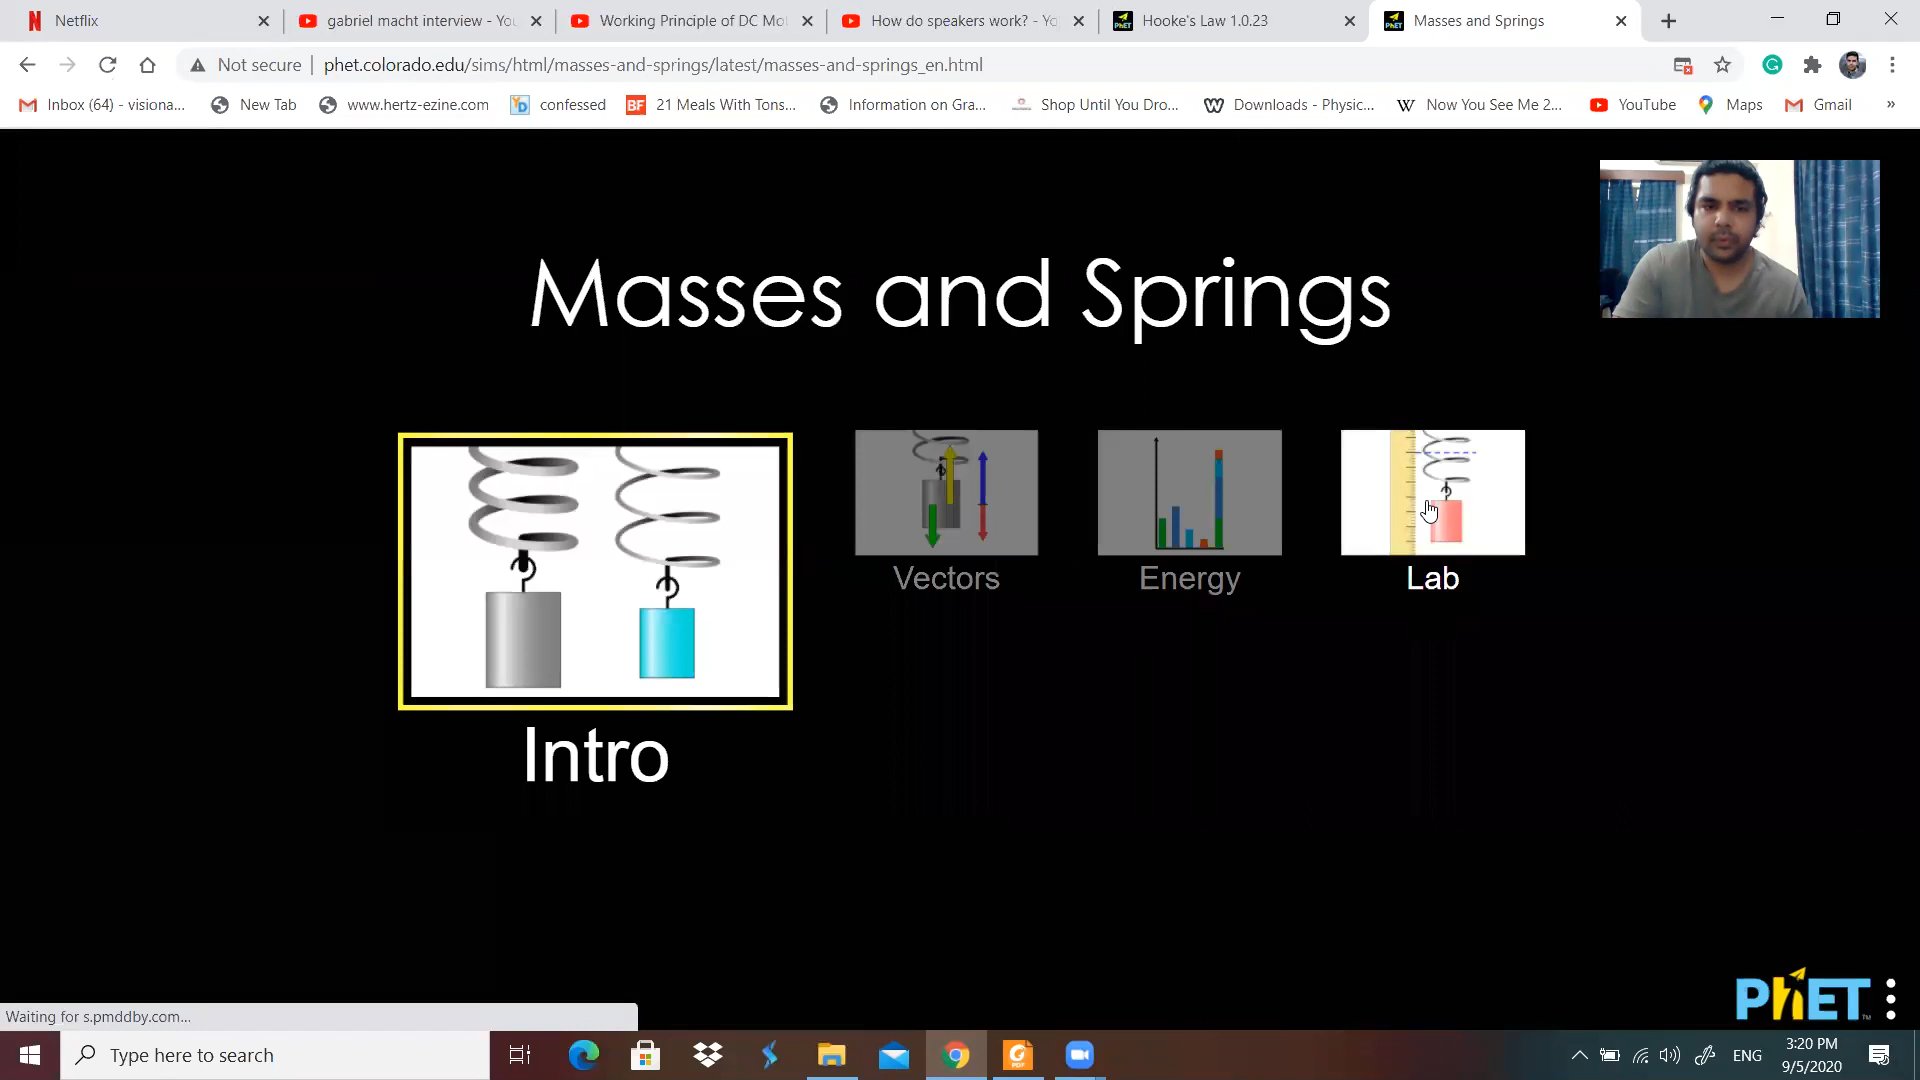 Netflix
gabriel macht interview - You
Working Principle of DC Mot
How do speakers work? - Yo
Hooke's Law 1.0.23
Masses and Springs
Not secure
phet.colorado.edu/sims/html/masses-and-springs/latest/masses-and-springs_en.html
Inbox (64) - visiona...
New Tab
www.hertz-ezine.com
confessed
21 Meals With Tons...
Information on Gra...
Shop Until You Dro...
Downloads - Physic...
Now You See Me 2...
YouTube
Maps
Gmail
»
Masses and Springs
Intro
Vectors
Energy
Lab
PhET
Waiting for s.pmddby.com...
Type here to search
ENG
3:20 PM
9/5/2020